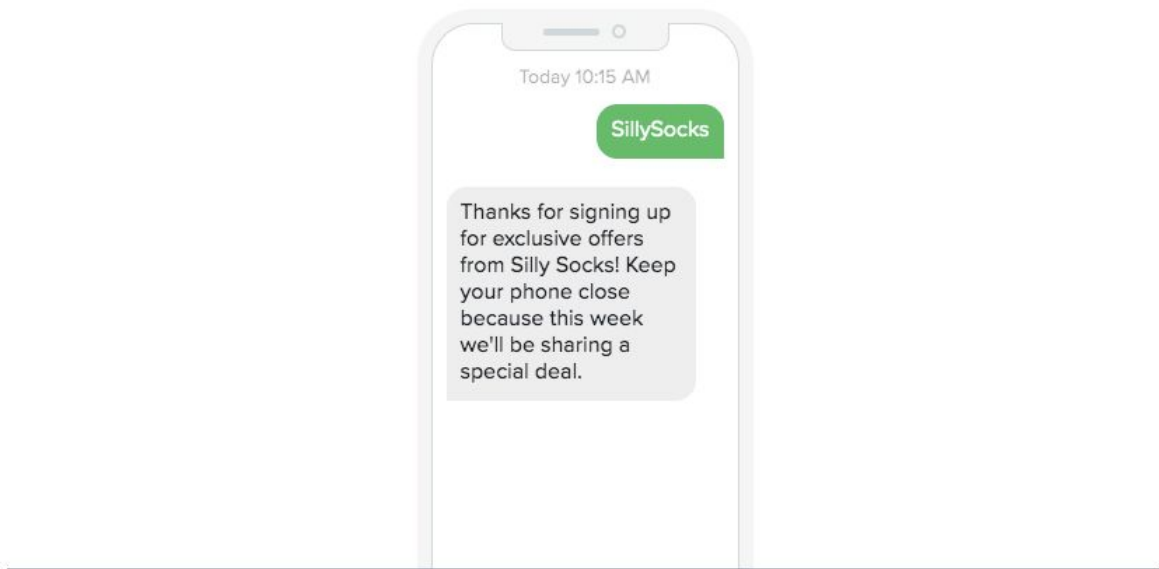 Today 10:15 AM
SillySocks
Thanks for signing up
for exclusive offers
from Silly Socks! Keep
your phone close
because this week
we'll be sharing a
special deal.